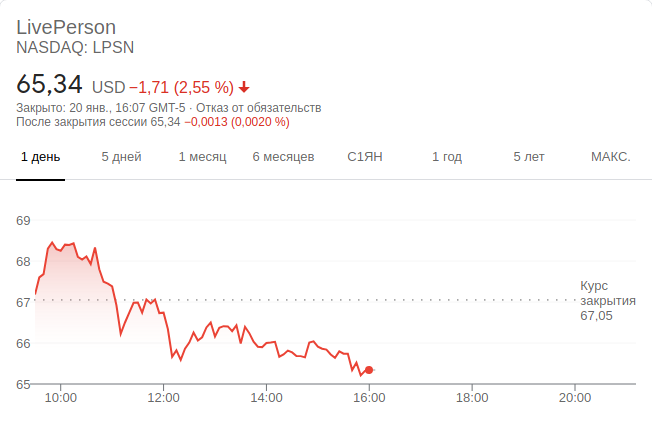 LivePerson
NASDAQ: LPSN
65,34 USD −1,71 (2,55 %)
Закрыто: 20 янв., 16:07 GMT-5 · Отказ от обязательств
После закрытия сессии 65,34 −0,0013 (0,0020 %)
1 день 5 дней 1 месяц 6 месяцев С1ЯН 1 год 5 лет МАКС.
69
68
67
66
65
Курс
закрытия
67,05
10:00 12:00 14:00 16:00 18:00 20:00